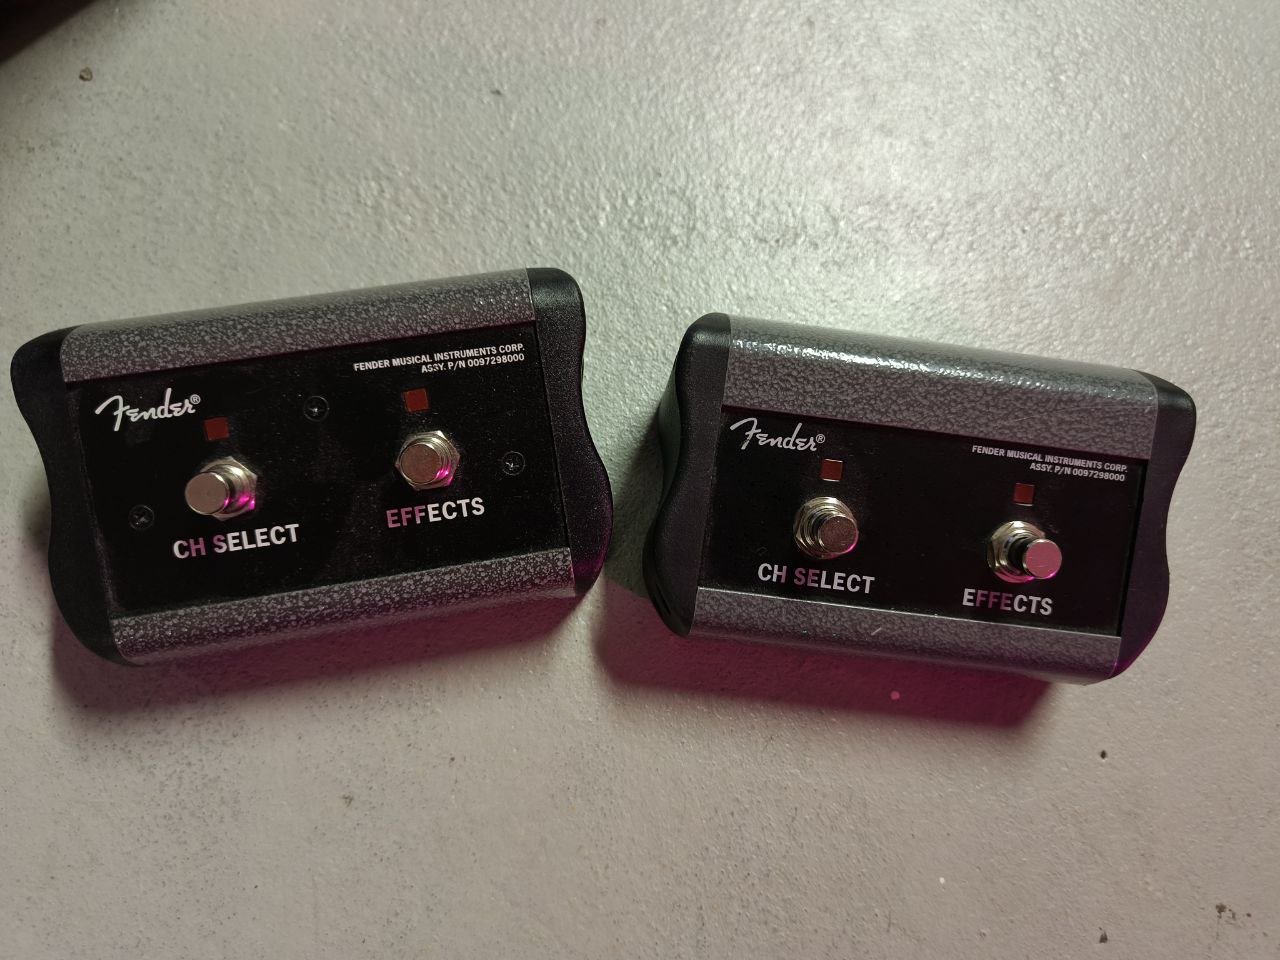 Fender®
FENDER MUSICAL INSTRUMENTS CORP.
ASSY. P/N 0097298000
CH SELECT
EFFECTS
Fender®
FENDER MUSICAL INSTRUMENTS CORP.
ASSY. P/N 0097298000
CH SELECT
EFFECTS